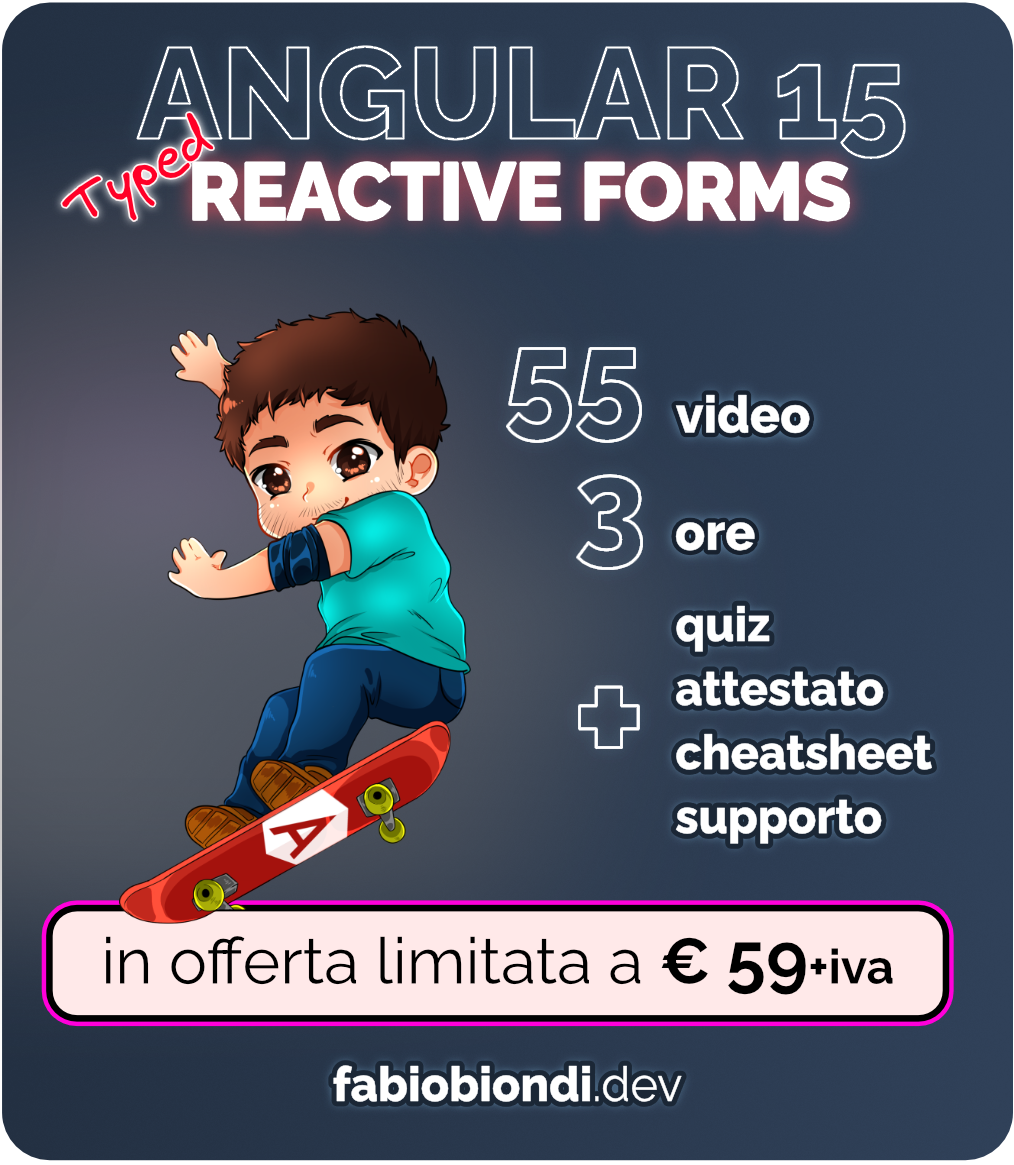 ANGULAR 15
Typed REACTIVE FORMS
55 video
3 ore
quiz
attestato
+ cheatsheet
supporto
A
in offerta limitata a € 59+iva
fabiobiondi.dev